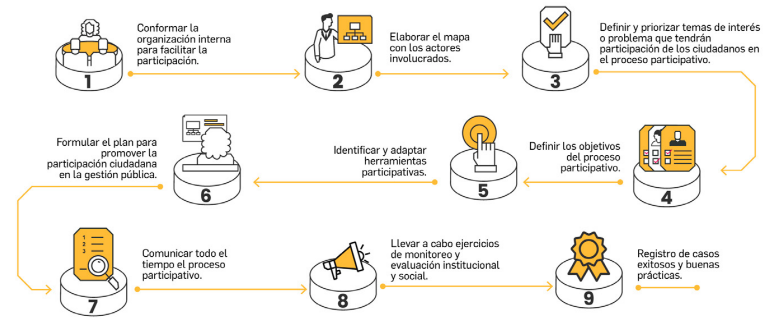 Conformar la
organización interna
para facilitar la
participación.
1
Elaborar el mapa
con los actores
involucrados.
2
Definir y priorizar temas de interés
o problema que tendrán
participación de los ciudadanos en
el proceso participativo.
3
Definir los objetivos
del proceso
participativo.
4
Identificar y adaptar
herramientas
participativas.
5
Formular el plan para
promover la
participación ciudadana
en la gestión pública.
6
1
2
3
Comunicar todo el
tiempo el proceso
participativo.
7
Llevar a cabo ejercicios
de monitoreo y
evaluación institucional
y social.
8
Registro de casos
exitosos y buenas
prácticas.
9